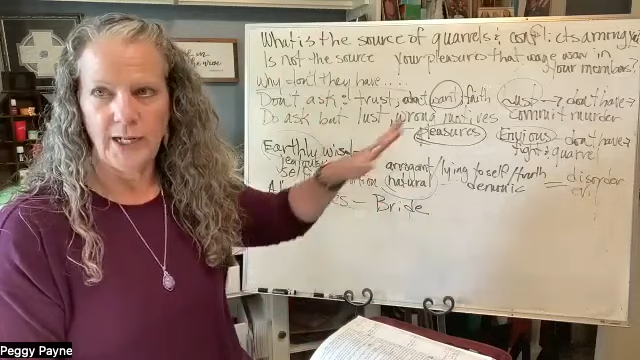 What is the source of quarrels & conflicts among you?
Is not the source your pleasures that wage war in your members?
Why don't they have...
Don't ask = trust, want, faith
Lust → don't have = commit murder
Do ask but lust, wrong motives
pleasures
Envious don't have = fight & quarrel
Earthly
jealousy
arrogant/lying to self/truth
natural demonic = disorder
evil
- Bride
Peggy Payne